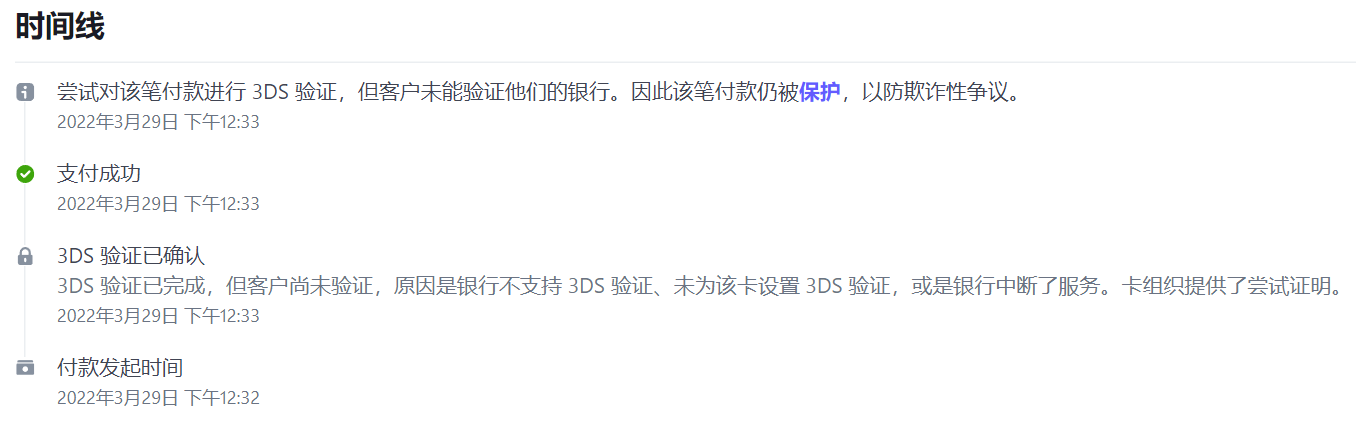 时间线
尝试对该笔付款进行 3DS 验证，但客户未能验证他们的银行。因此该笔付款仍被保护，以防欺诈性争议。
2022年3月29日 下午12:33
支付成功
2022年3月29日 下午12:33
3DS 验证已确认
3DS 验证已完成，但客户尚未验证，原因是银行不支持 3DS 验证、未为该卡设置 3DS 验证，或是银行中断了服务。卡组织提供了尝试证明。
2022年3月29日 下午12:33
付款发起时间
2022年3月29日 下午12:32